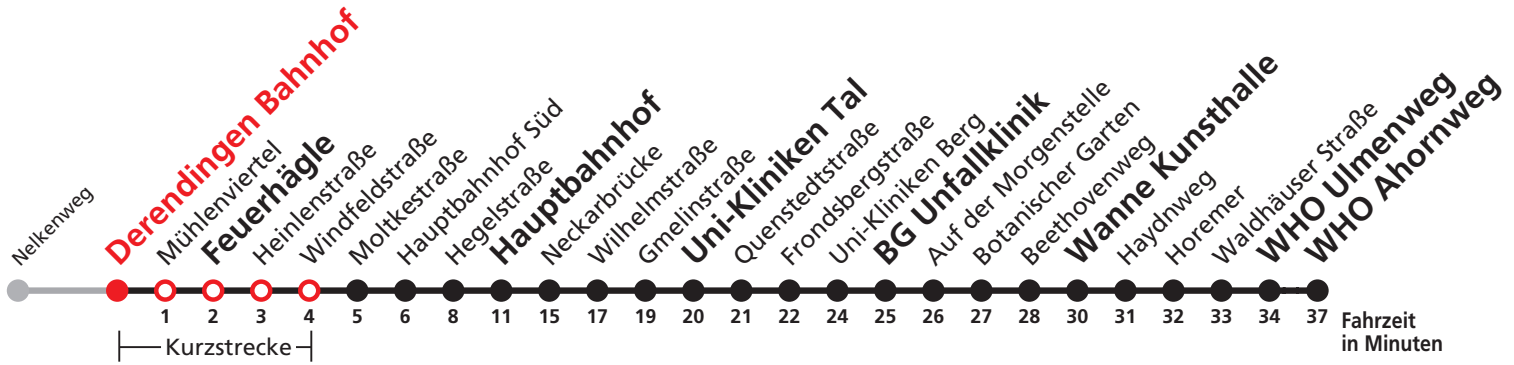 Nelkenweg
Derendingen Bahnhof
Mühlenviertel
Feuerhägle
Heinlenstraße
Windfeldstraße
Moltkestraße
Hauptbahnhof Süd
Hegelstraße
Hauptbahnhof
Neckarbrücke
Wilhelmstraße
Gmelinstraße
Uni-Kliniken Tal
Quenstedtstraße
Frondsbergstraße
Uni-Kliniken Berg
BG Unfallklinik
Auf der Morgenstelle
Botanischer Garten
Beethovenweg
Wanne Kunsthalle
Haydnweg
Horemer
Waldhäuser Straße
WHO Ulmenweg
WHO Ahornweg
1 2 3 4 5 6 8 11 15 17 19 20 21 22 24 25 26 27 28 30 31 32 33 34 37
Fahrzeit
in Minuten
Kurzstrecke